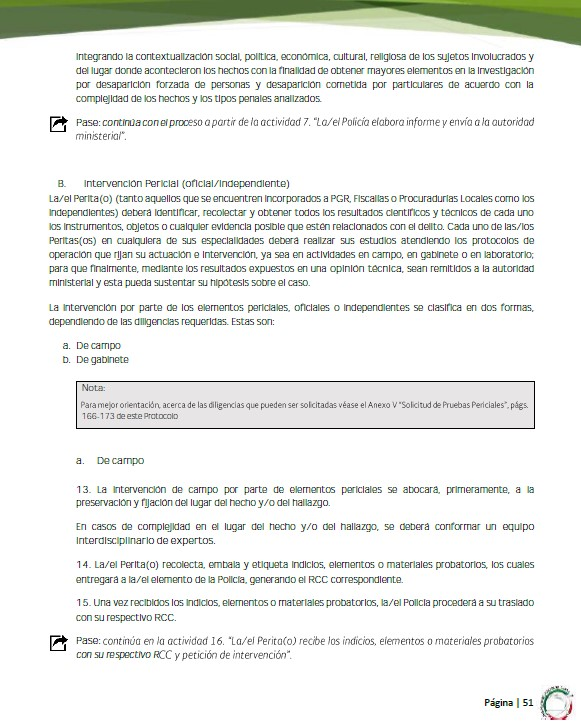 integrando la contextualización social, política, económica, cultural, religiosa de los sujetos involucrados y
del lugar donde acontecieron los hechos con la finalidad de obtener mayores elementos en la investigación
por desaparición forzada de personas y desaparición cometida por particulares de acuerdo con la
complejidad de los hechos y los tipos penales analizados.
Pase: continúa con el proceso a partir de la actividad 7. "La/el Policía elabora informe y envía a la autoridad
ministerial".
B. Intervención Pericial (oficial/independiente)
La/el Perita(o) (tanto aquellos que se encuentren incorporados a PGR, Fiscalías o Procuradurías Locales como los
independientes) deberá identificar, recolectar y obtener todos los resultados científicos y técnicos de cada uno
los instrumentos, objetos o cualquier evidencia posible que estén relacionados con el delito. Cada uno de las/los
Peritas(os) en cualquiera de sus especialidades deberá realizar sus estudios atendiendo los protocolos de
operación que rijan su actuación e intervención, ya sea en actividades en campo, en gabinete o en laboratorio;
para que finalmente, mediante los resultados expuestos en una opinión técnica, sean remitidos a la autoridad
ministerial y esta pueda sustentar su hipótesis sobre el caso.
La intervención por parte de los elementos periciales, oficiales o independientes se clasifica en dos formas,
dependiendo de las diligencias requeridas. Estas son:
a. De campo
b. De gabinete
Nota:
Para mejor orientación, acerca de las diligencias que pueden ser solicitadas véase el Anexo V "Solicitud de Pruebas Periciales", págs.
166-173 de este Protocolo
a. De campo
13. La intervención de campo por parte de elementos periciales se abocará, primeramente, a la
preservación y fijación del lugar del hecho y/o del hallazgo.
En casos de complejidad en el lugar del hecho y/o del hallazgo, se deberá conformar un equipo
interdisciplinario de expertos.
14. La/el Perita(o) recolecta, embala y etiqueta indicios, elementos o materiales probatorios, los cuales
entregará a la/el elemento de la Policía, generando el RCC correspondiente.
15. Una vez recibidos los indicios, elementos o materiales probatorios, la/el Policía procederá a su traslado
con su respectivo RCC.
Pase: continúa en la actividad 16. "La/el Perita(o) recibe los indicios, elementos o materiales probatorios
con su respectivo RCC y petición de intervención".
Página | 51